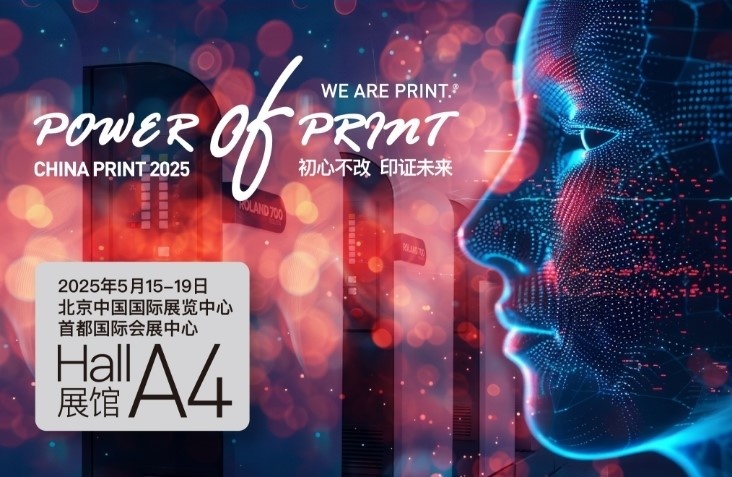 WE ARE PRINT.®
POWER of PRINT
CHINA PRINT 2025
初心不改 印证未来
ROLAND 700
ROLAND 700
2025年5月15-19日
北京中国国际展览中心
首都国际会展中心
Hall
展馆
A4